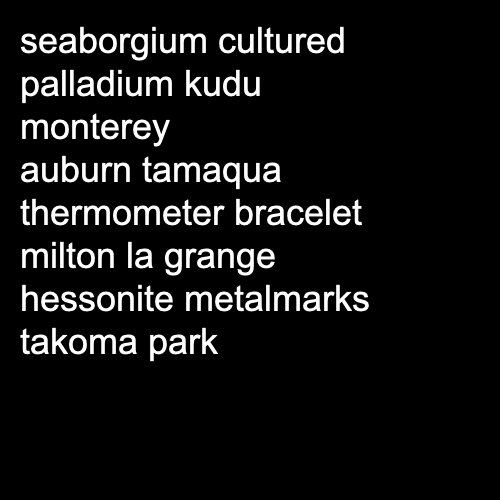 seaborgium cultured
palladium kudu
monterey
auburn tamaqua
thermometer bracelet
milton la grange
hessonite metalmarks
takoma park